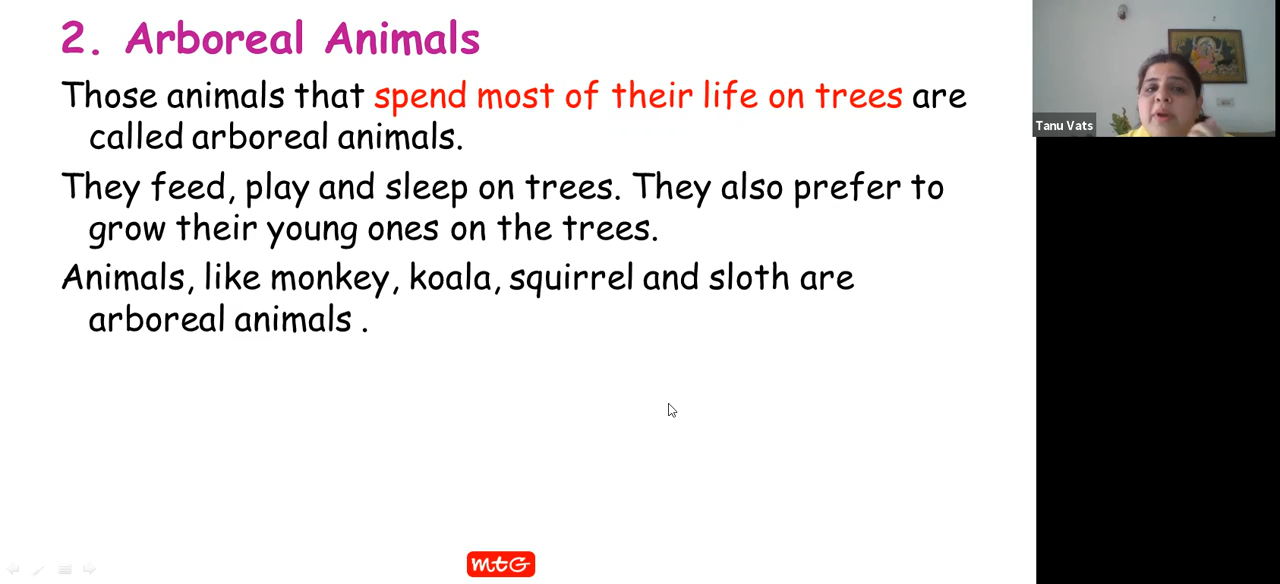 2. Arboreal Animals
Those animals that spend most of their life on trees are
called arboreal animals.
They feed, play and sleep on trees. They also prefer to
grow their young ones on the trees.
Animals, like monkey, koala, squirrel and sloth are
arboreal animals .
Tanu Vats
mtG